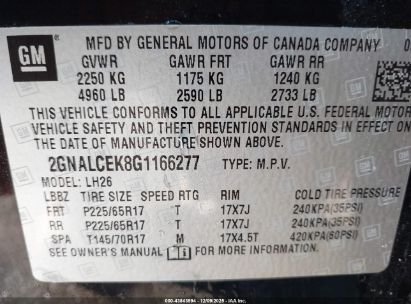 GM
MFD BY GENERAL MOTORS OF CANADA COMPANY 0
GVWR GAWR FRT GAWR RR
2250 KG 1175 KG 1240 KG
4960 LB 2590 LB 2733 LB
THIS VEHICLE CONFORMS TO ALL APPLICABLE U.S. FEDERAL MOTOR
VEHICLE SAFETY AND THEFT PREVENTION STANDARDS IN EFFECT
THE DATE OF MANUFACTURE SHOWN ABOVE.
2GNALCEK8G1166277 TYPE: M.P.V.
MODEL: LH26
LBBZ TIRE SIZE SPEED RTG RIM COLD TIRE PRESSURE
FRT P225/65R17 T 17X7J 240KPA(35PSI)
RR P225/65R17 T 17X7J 240KPA(35PSI)
SPA T145/70R17 M 17X4.5T 420KPA(60PSI)
SEE OWNER'S MANUAL FOR MORE INFORMATION.